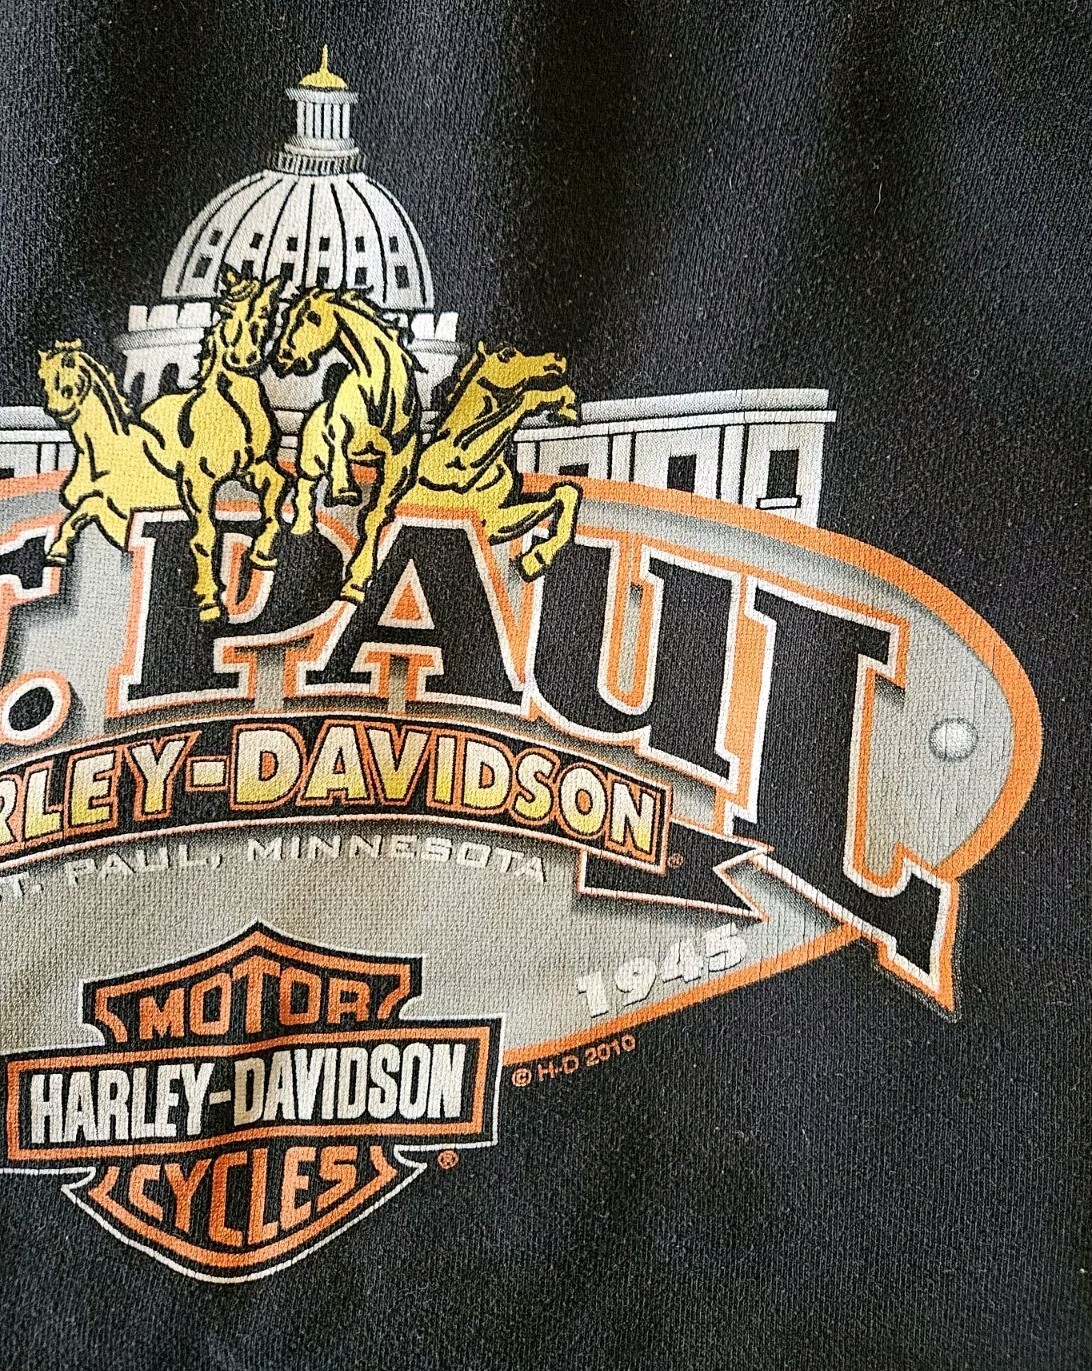 T. PAUL
RLEY-DAVIDSON®
T. PAUL, MINNESOTA
1945
MOTOR
HARLEY-DAVIDSON
CYCLES®
© H-D 2010